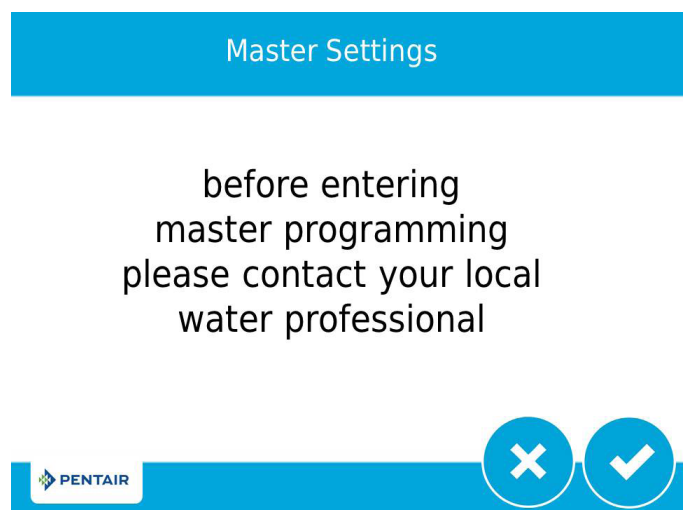 Master Settings
before entering
master programming
please contact your local
water professional
PENTAIR